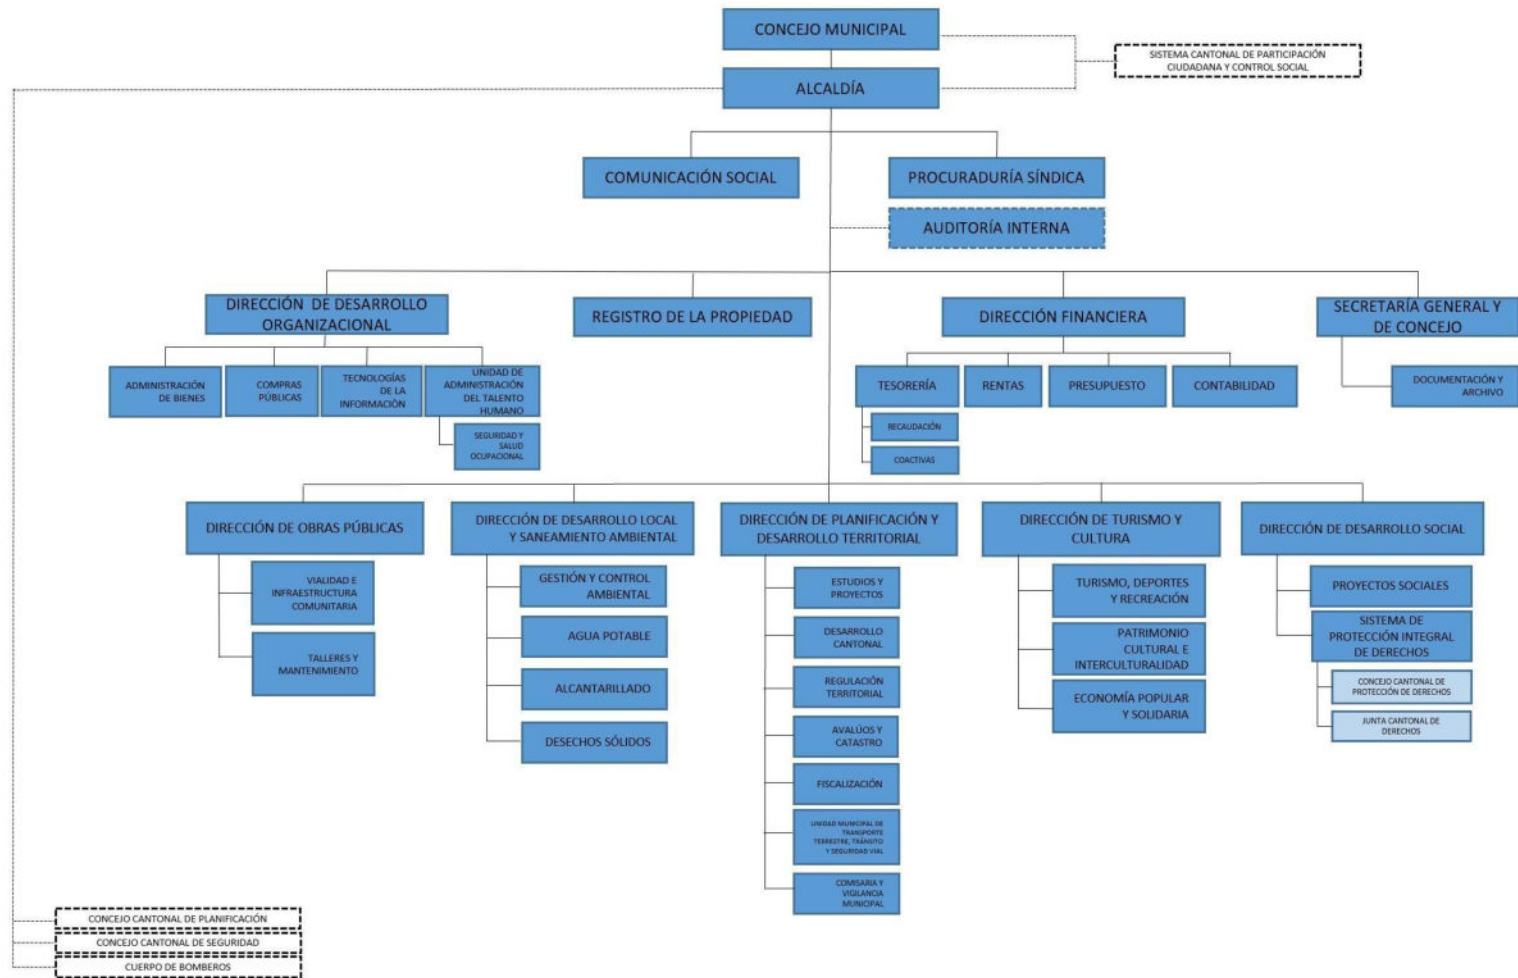 CONCEJO MUNICIPAL
SISTEMA CANTONAL DE PARTICIPACIÓN
CIUDADANA Y CONTROL SOCIAL
ALCALDÍA
COMUNICACIÓN SOCIAL
PROCURADURÍA SÍNDICA
AUDITORÍA INTERNA
DIRECCIÓN DE DESARROLLO
ORGANIZACIONAL
REGISTRO DE LA PROPIEDAD
DIRECCIÓN FINANCIERA
SECRETARÍA GENERAL Y
DE CONCEJO
ADMINISTRACIÓN
DE BIENES
COMPRAS
PÚBLICAS
TECNOLOGÍAS
DE LA
INFORMACIÓN
UNIDAD DE
ADMINISTRACIÓN
DEL TALENTO
HUMANO
SEGURIDAD Y
SALUD
OCUPACIONAL
TESORERÍA
RENTAS
PRESUPUESTO
CONTABILIDAD
DOCUMENTACIÓN Y
ARCHIVO
RECAUDACIÓN
COACTIVAS
DIRECCIÓN DE OBRAS PÚBLICAS
VIALIDAD E
INFRAESTRUCTURA
COMUNITARIA
TALLERES Y
MANTENIMIENTO
DIRECCIÓN DE DESARROLLO LOCAL
Y SANEAMIENTO AMBIENTAL
GESTIÓN Y CONTROL
AMBIENTAL
AGUA POTABLE
ALCANTARILLADO
DESECHOS SÓLIDOS
DIRECCIÓN DE PLANIFICACIÓN Y
DESARROLLO TERRITORIAL
ESTUDIOS Y
PROYECTOS
DESARROLLO
CANTONAL
REGULACIÓN
TERRITORIAL
AVALÚOS Y
CATASTRO
FISCALIZACIÓN
UNIDAD MUNICIPAL DE
TRANSPORTE
TERRESTRE, TRÁNSITO
Y SEGURIDAD VIAL
COMISARIA Y
VIGILANCIA
MUNICIPAL
DIRECCIÓN DE TURISMO Y
CULTURA
TURISMO, DEPORTES
Y RECREACIÓN
PATRIMONIO
CULTURAL E
INTERCULTURALIDAD
ECONOMÍA POPULAR
Y SOLIDARIA
DIRECCIÓN DE DESARROLLO SOCIAL
PROYECTOS SOCIALES
SISTEMA DE
PROTECCIÓN INTEGRAL
DE DERECHOS
CONCEJO CANTONAL DE
PROTECCIÓN DE DERECHOS
JUNTA CANTONAL DE
DERECHOS
CONCEJO CANTONAL DE PLANIFICACIÓN
CONCEJO CANTONAL DE SEGURIDAD
CUERPO DE BOMBEROS